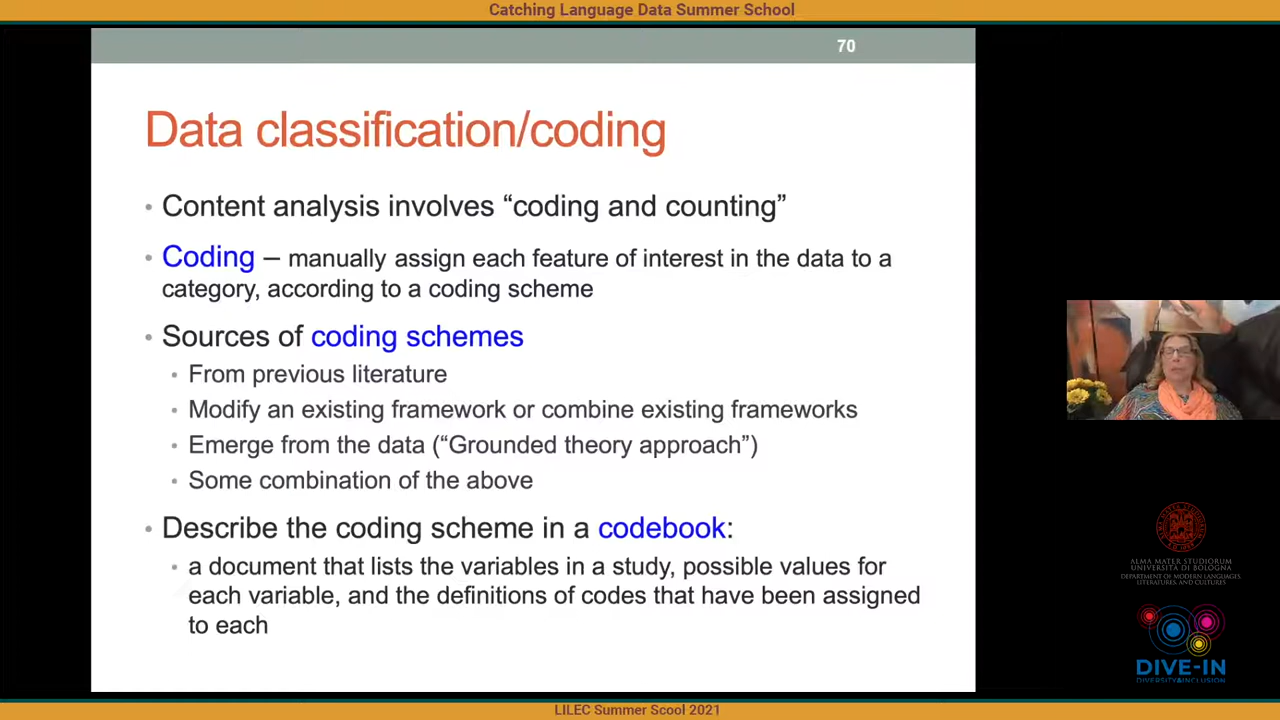 Catching Language Data Summer School
70
Data classification/coding
• Content analysis involves “coding and counting”
• Coding – manually assign each feature of interest in the data to a
category, according to a coding scheme
• Sources of coding schemes
• From previous literature
• Modify an existing framework or combine existing frameworks
• Emerge from the data (“Grounded theory approach”)
• Some combination of the above
• Describe the coding scheme in a codebook:
• a document that lists the variables in a study, possible values for
each variable, and the definitions of codes that have been assigned
to each
ALMA MATER STUDIORUM
UNIVERSITÀ DI BOLOGNA
DEPARTMENT OF MODERN LANGUAGES,
LITERATURES, AND CULTURES
DIVE-IN
DIVERSITY&INCLUSION
LILEC Summer Scool 2021